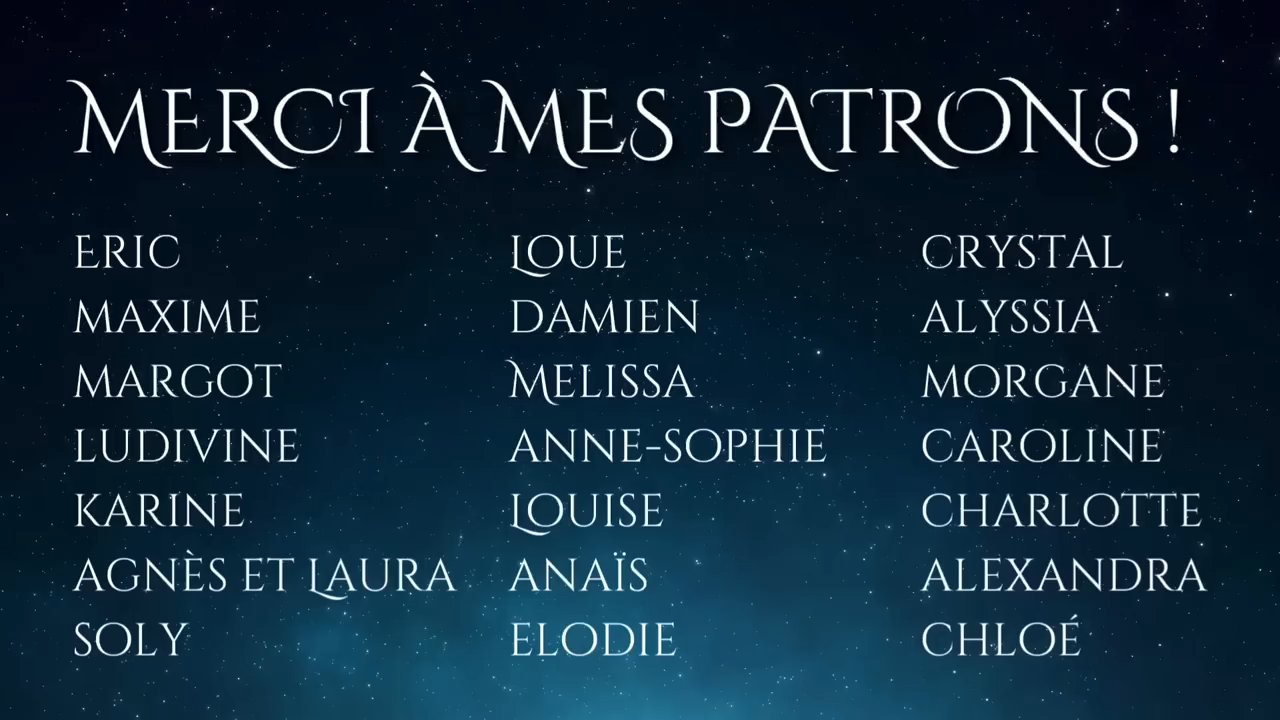 MERCI À MES PATRONS !
ERIC
MAXIME
MARGOT
LUDIVINE
KARINE
AGNÈS ET LAURA
SOLY
LOUE
DAMIEN
MELISSA
ANNE-SOPHIE
LOUISE
ANAÏS
ELODIE
CRYSTAL
ALYSSIA
MORGANE
CAROLINE
CHARLOTTE
ALEXANDRA
CHLOÉ